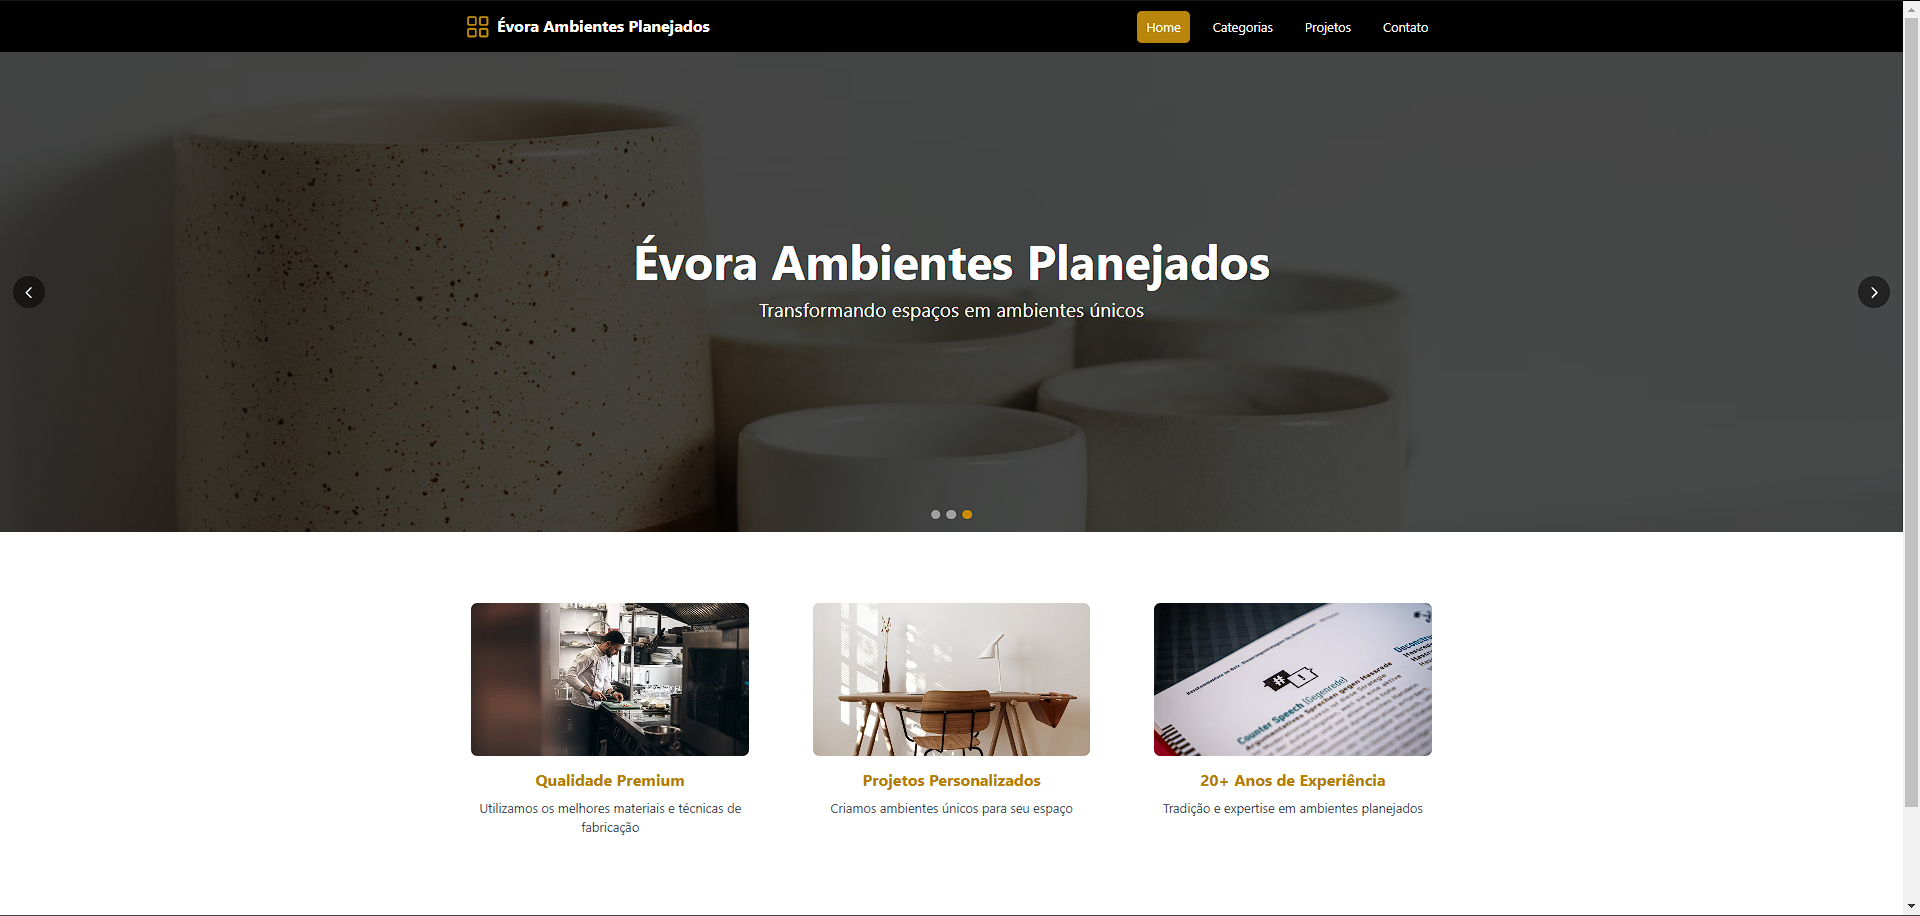 Évora Ambientes Planejados
Home
Categorias
Projetos
Contato
Évora Ambientes Planejados
Transformando espaços em ambientes únicos
Counter Speech (Gegenrede)
Qualidade Premium
Utilizamos os melhores materiais e técnicas de
fabricação
Projetos Personalizados
Criamos ambientes únicos para seu espaço
20+ Anos de Experiência
Tradição e expertise em ambientes planejados